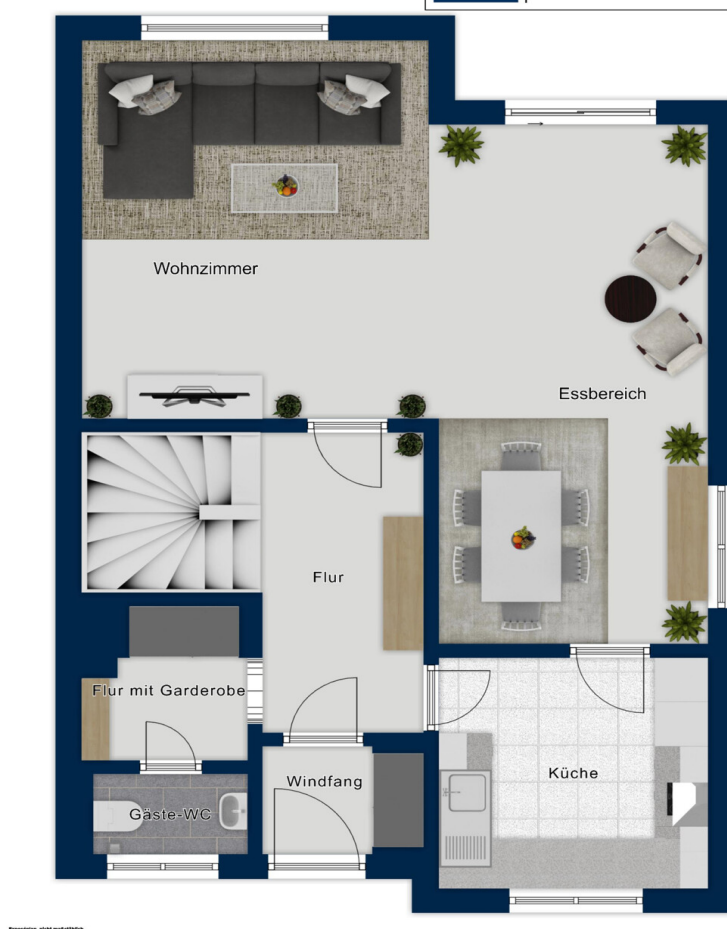 Wohnzimmer
Essbereich
Flur
Flur mit Garderobe
Windfang
Küche
Gäste-WC